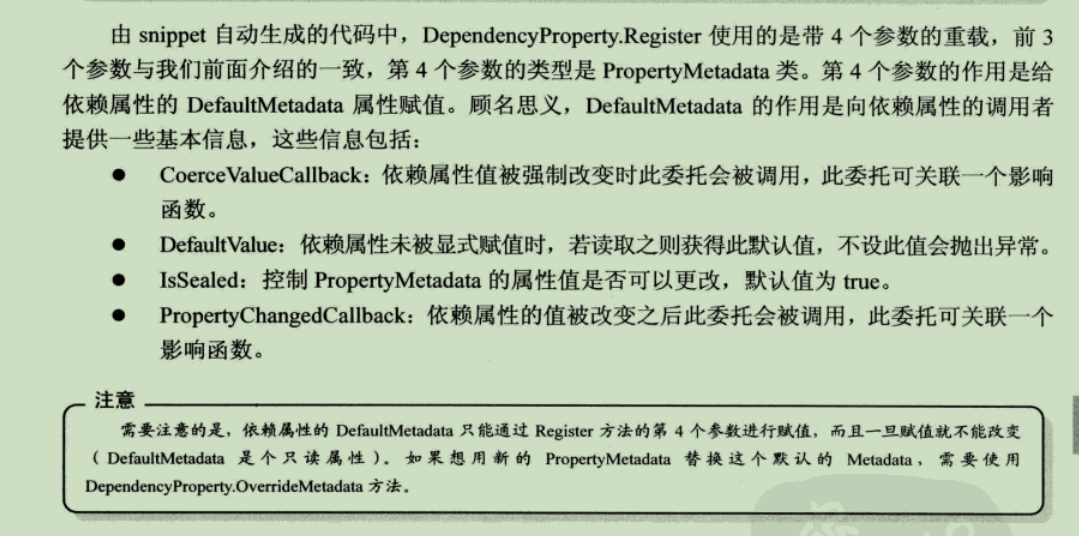 由 snippet 自动生成的代码中，DependencyProperty.Register 使用的是带 4 个参数的重载，前 3
个参数与我们前面介绍的一致，第 4 个参数的类型是 PropertyMetadata 类。第 4 个参数的作用是给
依赖属性的 DefaultMetadata 属性赋值。顾名思义，DefaultMetadata 的作用是向依赖属性的调用者
提供一些基本信息，这些信息包括：
● CoerceValueCallback：依赖属性值被强制改变时此委托会被调用，此委托可关联一个影响
函数。
● DefaultValue：依赖属性未被显式赋值时，若读取之则获得此默认值，不设此值会抛出异常。
● IsSealed：控制 PropertyMetadata 的属性值是否可以更改，默认值为 true。
● PropertyChangedCallback：依赖属性的值被改变之后此委托会被调用，此委托可关联一个
影响函数。
注意
需要注意的是，依赖属性的 DefaultMetadata 只能通过 Register 方法的第 4 个参数进行赋值，而且一旦赋值就不能改变
（DefaultMetadata 是个只读属性）。如果想用新的 PropertyMetadata 替换这个默认的 Metadata，需要使用
DependencyProperty.OverrideMetadata 方法。